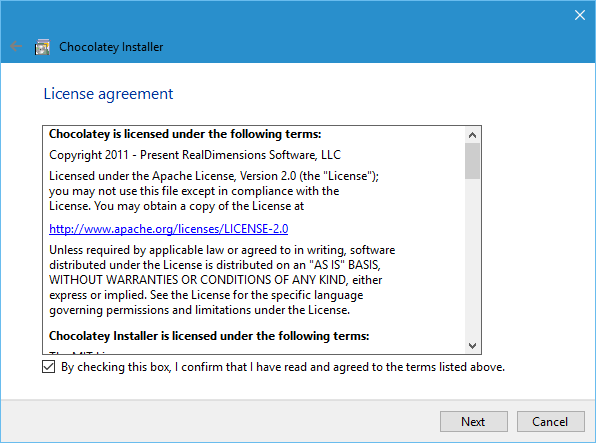 Chocolatey Installer
License agreement
Chocolatey is licensed under the following terms:
Copyright 2011 - Present RealDimensions Software, LLC
Licensed under the Apache License, Version 2.0 (the "License");
you may not use this file except in compliance with the
License. You may obtain a copy of the License at
http://www.apache.org/licenses/LICENSE-2.0
Unless required by applicable law or agreed to in writing, software
distributed under the License is distributed on an "AS IS" BASIS,
WITHOUT WARRANTIES OR CONDITIONS OF ANY KIND, either
express or implied. See the License for the specific language
governing permissions and limitations under the License.
Chocolatey Installer is licensed under the following terms:
The MIT Lic
By checking this box, I confirm that I have read and agreed to the terms listed above.
Next
Cancel